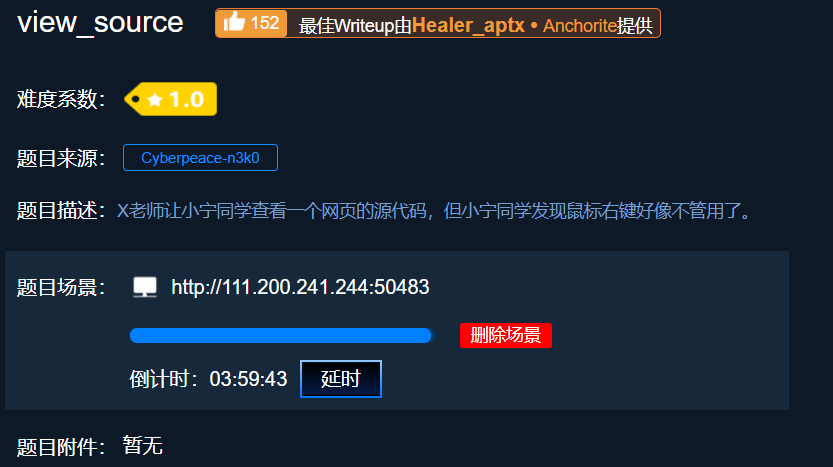 view_source 152 最佳Writeup由Healer_aptx • Anchorite提供
难度系数： 1.0
题目来源： Cyberpeace-n3k0
题目描述：X老师让小宁同学查看一个网页的源代码，但小宁同学发现鼠标右键好像不管用了。
题目场景： http://111.200.241.244:50483
删除场景
倒计时：03:59:43 延时
题目附件： 暂无